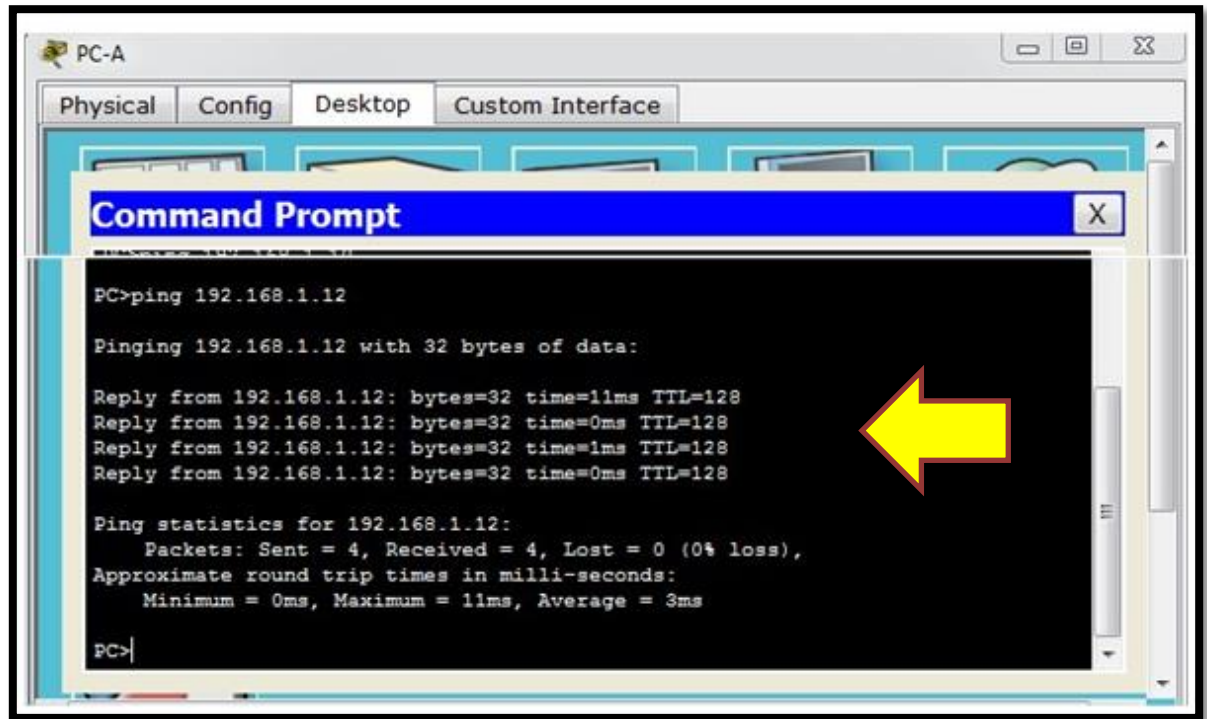 PC-A
Physical Config Desktop Custom Interface
Command Prompt
X
PC>ping 192.168.1.12
Pinging 192.168.1.12 with 32 bytes of data:
Reply from 192.168.1.12: bytes=32 time=11ms TTL=128
Reply from 192.168.1.12: bytes=32 time=0ms TTL=128
Reply from 192.168.1.12: bytes=32 time=1ms TTL=128
Reply from 192.168.1.12: bytes=32 time=0ms TTL=128
Ping statistics for 192.168.1.12:
Packets: Sent = 4, Received = 4, Lost = 0 (0% loss),
Approximate round trip times in milli-seconds:
Minimum = 0ms, Maximum = 11ms, Average = 3ms
PC>